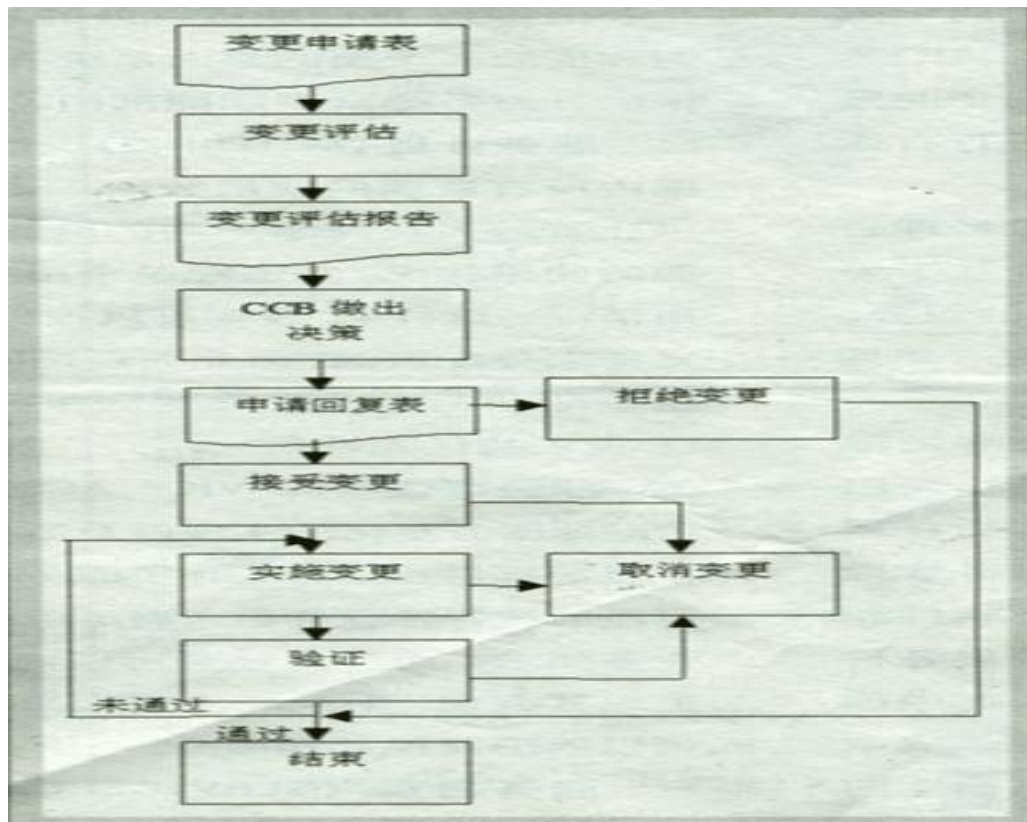 变更申请表
变更评估
变更评估报告
CCB 做出
决策
申请回复表
拒绝变更
接受变更
实施变更
取消变更
验证
未通过
通过
结束